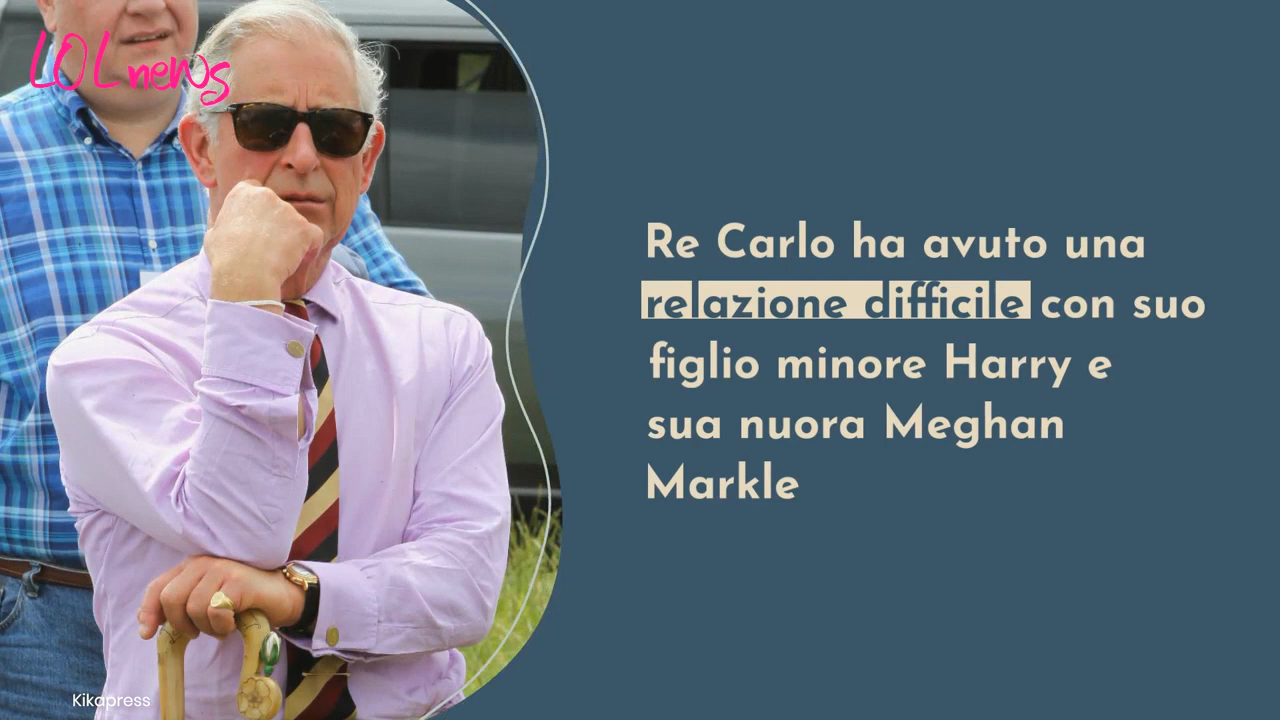 LOL news
Re Carlo ha avuto una
relazione difficile con suo
figlio minore Harry e
sua nuora Meghan
Markle
Kikapress